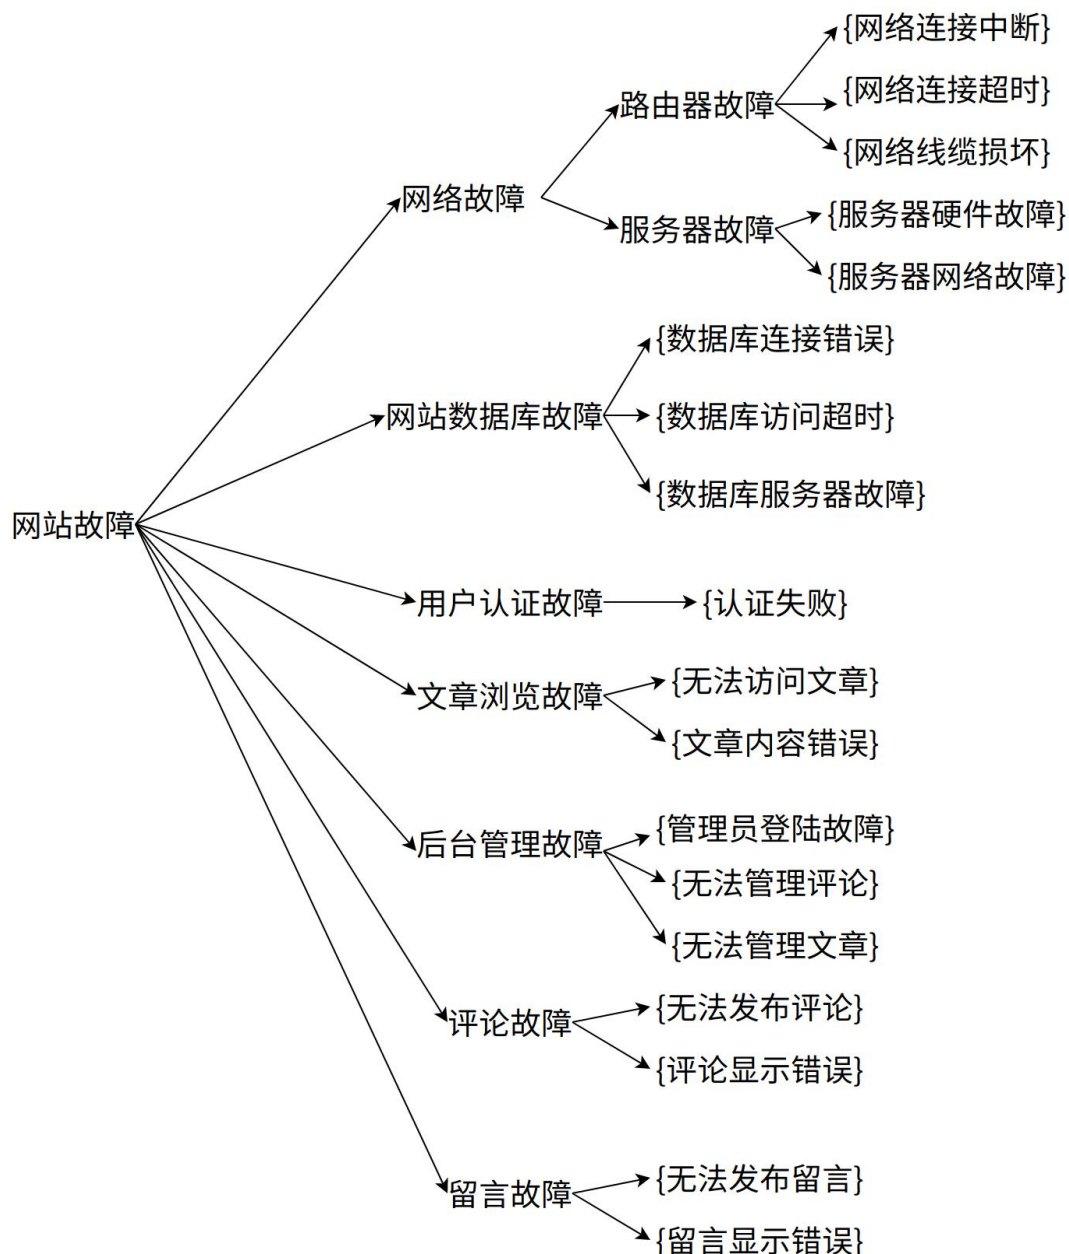 {网络连接中断}
{网络连接超时}
路由器故障
{网络线缆损坏}
网络故障
{服务器硬件故障}
服务器故障
{服务器网络故障}
{数据库连接错误}
网站数据库故障
{数据库访问超时}
{数据库服务器故障}
网站故障
用户认证故障
{认证失败}
{无法访问文章}
文章浏览故障
{文章内容错误}
{管理员登陆故障}
后台管理故障
{无法管理评论}
{无法管理文章}
{无法发布评论}
评论故障
{评论显示错误}
{无法发布留言}
留言故障
{留言显示错误}